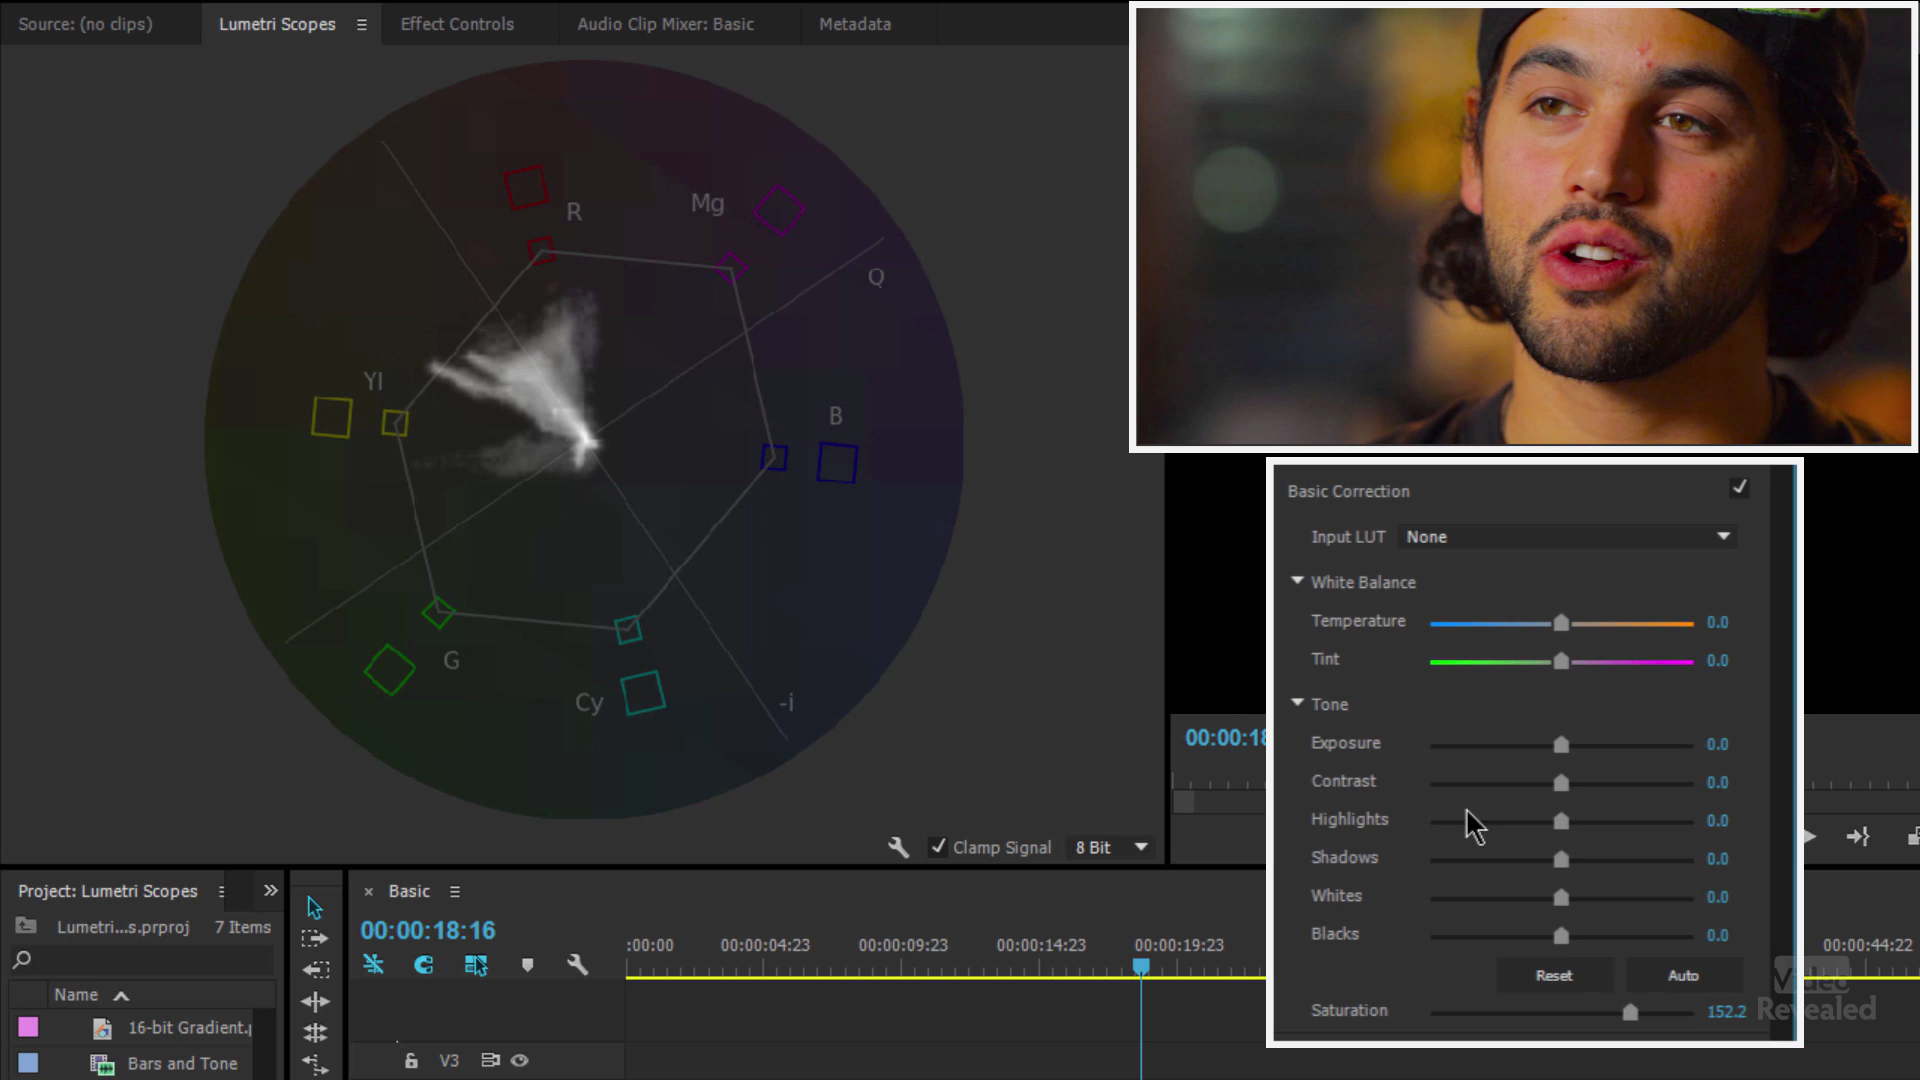 Source: (no clips)
Lumetri Scopes
Effect Controls
Audio Clip Mixer: Basic
Metadata
R
Mg
Q
Yl
B
G
Cy
-i
Clamp Signal
8 Bit
Basic Correction
Input LUT
None
White Balance
Temperature
0.0
Tint
0.0
Tone
Exposure
0.0
Contrast
0.0
Highlights
0.0
Shadows
0.0
Whites
0.0
Blacks
0.0
Reset
Auto
Saturation
152.2
00:00:18
Project: Lumetri Scopes
Lumetri...s.prproj
7 Items
Name
16-bit Gradient.
Bars and Tone
Basic
00:00:18:16
:00:00
00:00:04:23
00:00:09:23
00:00:14:23
00:00:19:23
00:00:44:22
V3
Video
Revealed